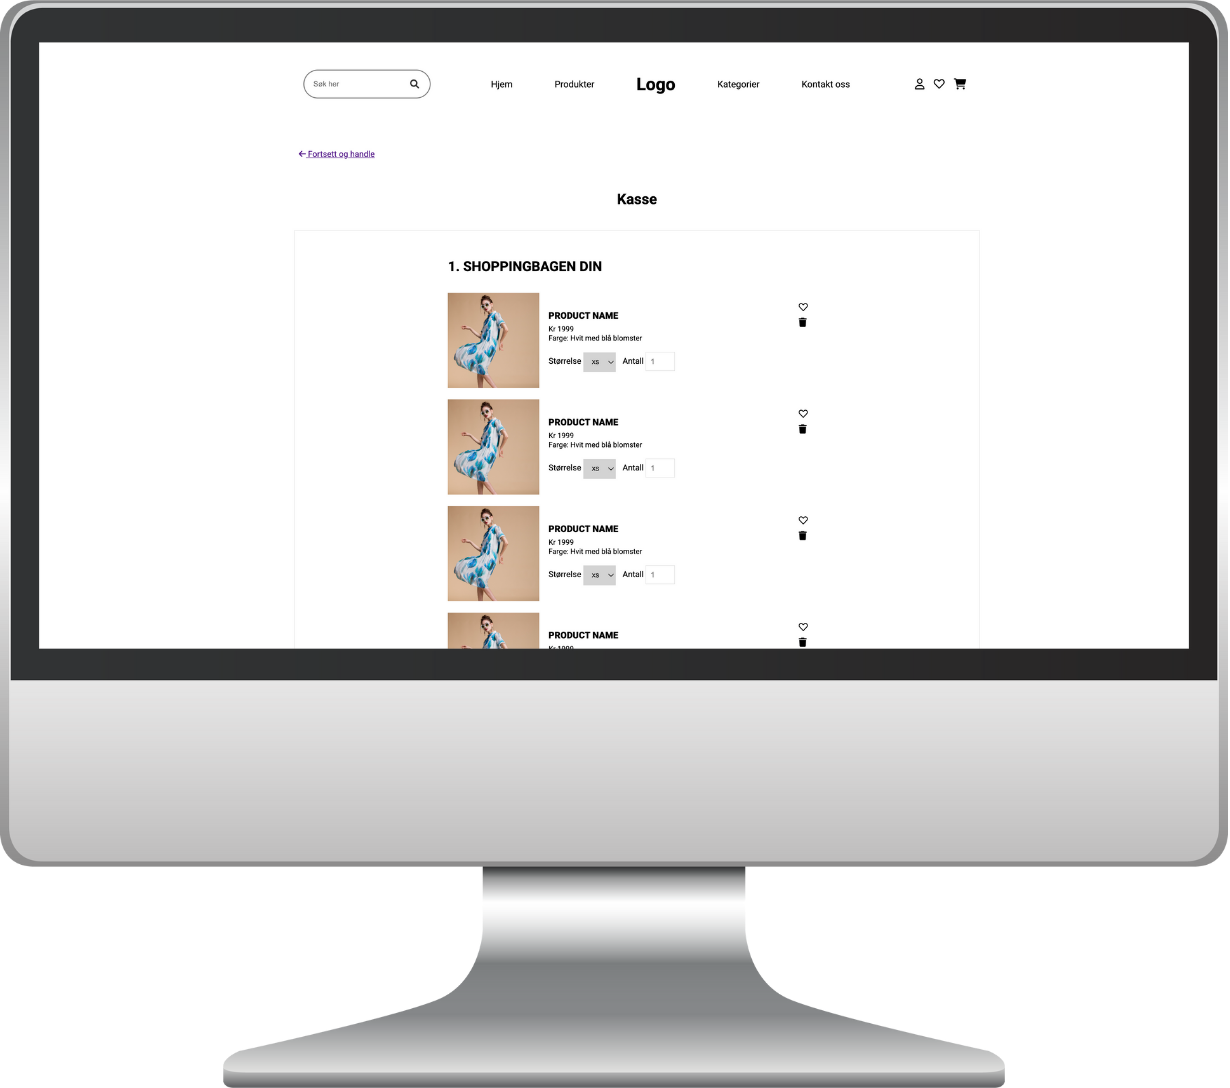 Søk her
Hjem
Produkter
Logo
Kategorier
Kontakt oss
Fortsett og handle
Kasse
1. SHOPPINGBAGEN DIN
PRODUCT NAME
Kr 1999
Farge: Hvit med blå blomster
Størrelse xs Antall 1
PRODUCT NAME
Kr 1999
Farge: Hvit med blå blomster
Størrelse xs Antall 1
PRODUCT NAME
Kr 1999
Farge: Hvit med blå blomster
Størrelse xs Antall 1
PRODUCT NAME
Kr 1999